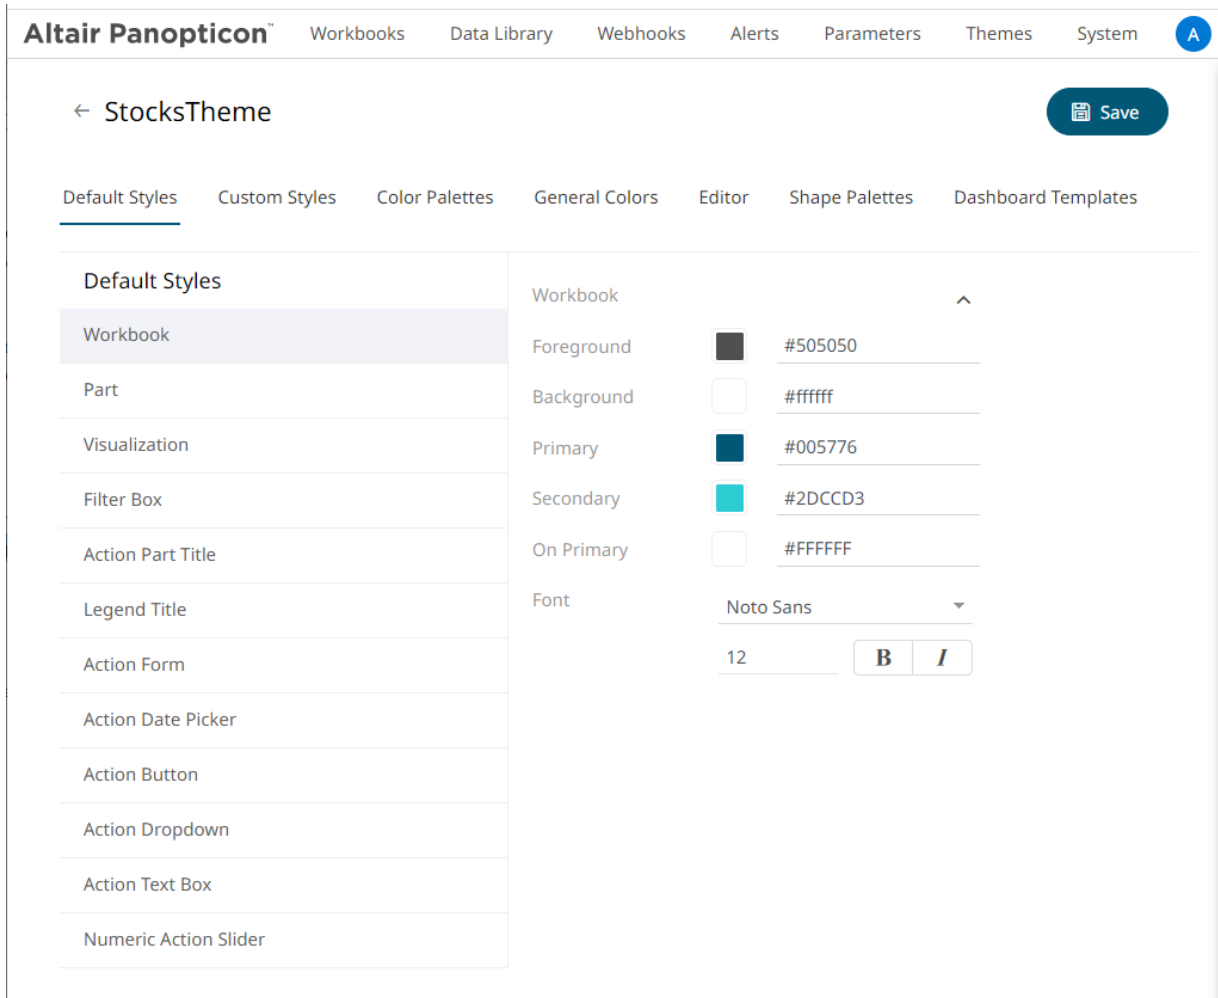 Altair Panopticon™ Workbooks Data Library Webhooks Alerts Parameters Themes System A
← StocksTheme
Save
Default Styles Custom Styles Color Palettes General Colors Editor Shape Palettes Dashboard Templates
Default Styles
Workbook
Part
Visualization
Filter Box
Action Part Title
Legend Title
Action Form
Action Date Picker
Action Button
Action Dropdown
Action Text Box
Numeric Action Slider
Workbook
Foreground #505050
Background #ffffff
Primary #005776
Secondary #2DCCD3
On Primary #FFFFFF
Font Noto Sans
12 B I